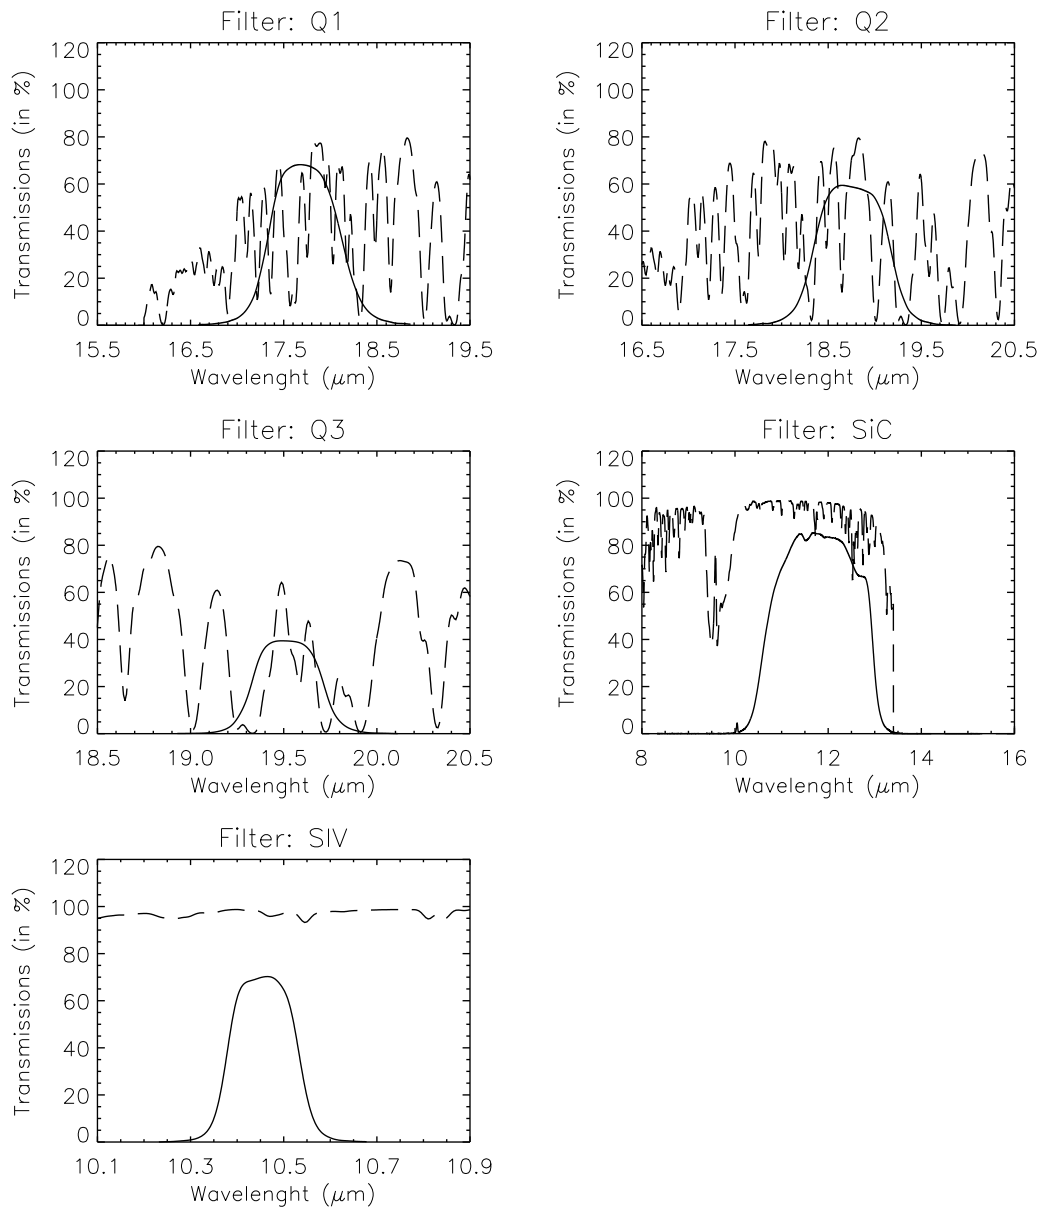 Filter: Q1
120
100
80
60
40
20
0
Transmissions (in %)
15.5 16.5 17.5 18.5 19.5
Wavelenght (μm)
Filter: Q2
120
100
80
60
40
20
0
Transmissions (in %)
16.5 17.5 18.5 19.5 20.5
Wavelenght (μm)
Filter: Q3
120
100
80
60
40
20
0
Transmissions (in %)
18.5 19.0 19.5 20.0 20.5
Wavelenght (μm)
Filter: SiC
120
100
80
60
40
20
0
Transmissions (in %)
8 10 12 14 16
Wavelenght (μm)
Filter: SIV
120
100
80
60
40
20
0
Transmissions (in %)
10.1 10.3 10.5 10.7 10.9
Wavelenght (μm)